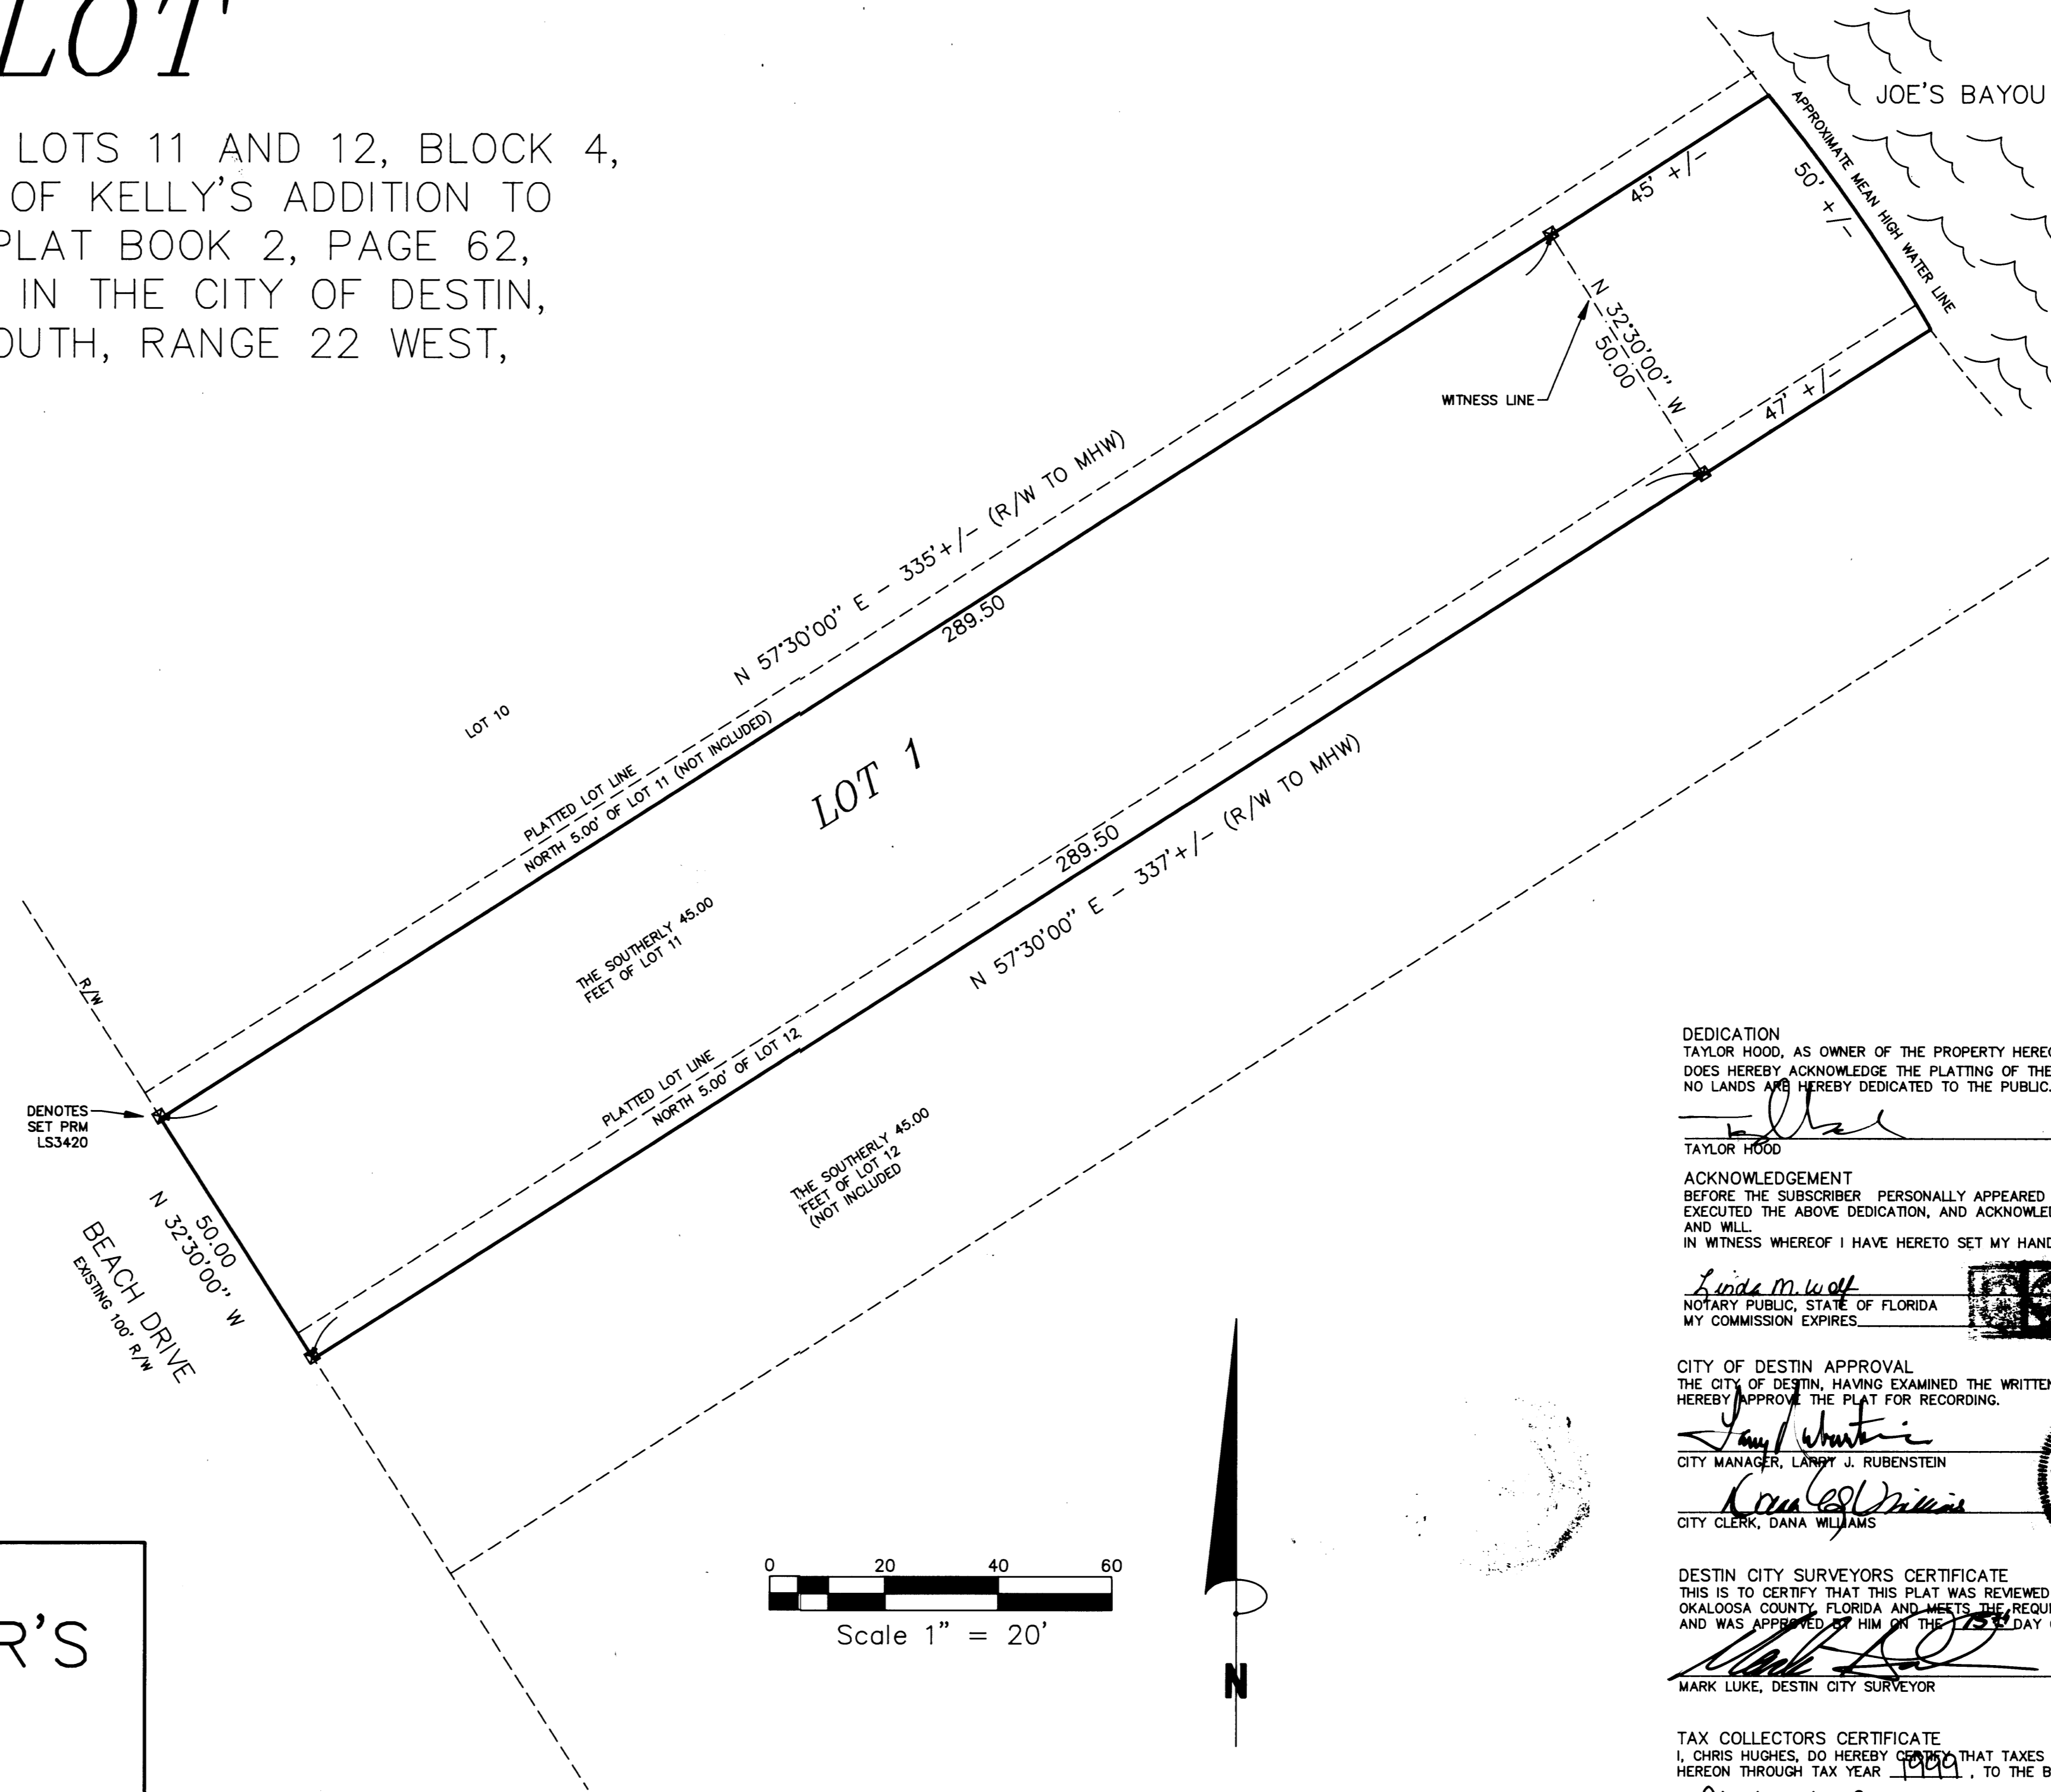 LOT
LOTS 11 AND 12, BLOCK 4,
OF KELLY'S ADDITION TO
PLAT BOOK 2, PAGE 62,
IN THE CITY OF DESTIN,
OUTH, RANGE 22 WEST,
JOE'S BAYOU
APPROXIMATE MEAN HIGH WATER LINE
45' +/-
50' +/-
N 32°30'00" W
50.00
WITNESS LINE
47' +/-
N 57°30'00" E - 335'+/- (R/W TO MHW)
289.50
LOT 10
PLATTED LOT LINE
NORTH 5.00' OF LOT 11 (NOT INCLUDED)
LOT 1
289.50
N 57°30'00" E - 337'+/- (R/W TO MHW)
THE SOUTHERLY 45.00
FEET OF LOT 11
R/W
PLATTED LOT LINE
NORTH 5.00' OF LOT 12
DENOTES
SET PRM
LS3420
THE SOUTHERLY 45.00
FEET OF LOT 12
(NOT INCLUDED
50.00
N 32°30'00" W
BEACH DRIVE
EXISTING 100' R/W
R'S
0 20 40 60
Scale 1" = 20'
N
DEDICATION
TAYLOR HOOD, AS OWNER OF THE PROPERTY HEREO
DOES HEREBY ACKNOWLEDGE THE PLATTING OF THE
NO LANDS ARE HEREBY DEDICATED TO THE PUBLIC.
TAYLOR HOOD
ACKNOWLEDGEMENT
BEFORE THE SUBSCRIBER PERSONALLY APPEARED
EXECUTED THE ABOVE DEDICATION, AND ACKNOWLED
AND WILL.
IN WITNESS WHEREOF I HAVE HERETO SET MY HAND
Linda M. Wolf
NOTARY PUBLIC, STATE OF FLORIDA
MY COMMISSION EXPIRES
CITY OF DESTIN APPROVAL
THE CITY OF DESTIN, HAVING EXAMINED THE WRITTEN
HEREBY APPROVE THE PLAT FOR RECORDING.
CITY MANAGER, LARRY J. RUBENSTEIN
CITY CLERK, DANA WILLIAMS
DESTIN CITY SURVEYORS CERTIFICATE
THIS IS TO CERTIFY THAT THIS PLAT WAS REVIEWED
OKALOOSA COUNTY, FLORIDA AND MEETS THE REQUI
AND WAS APPROVED BY HIM ON THE 15th DAY
MARK LUKE, DESTIN CITY SURVEYOR
TAX COLLECTORS CERTIFICATE
I, CHRIS HUGHES, DO HEREBY CERTIFY THAT TAXES
HEREON THROUGH TAX YEAR 1999, TO THE B